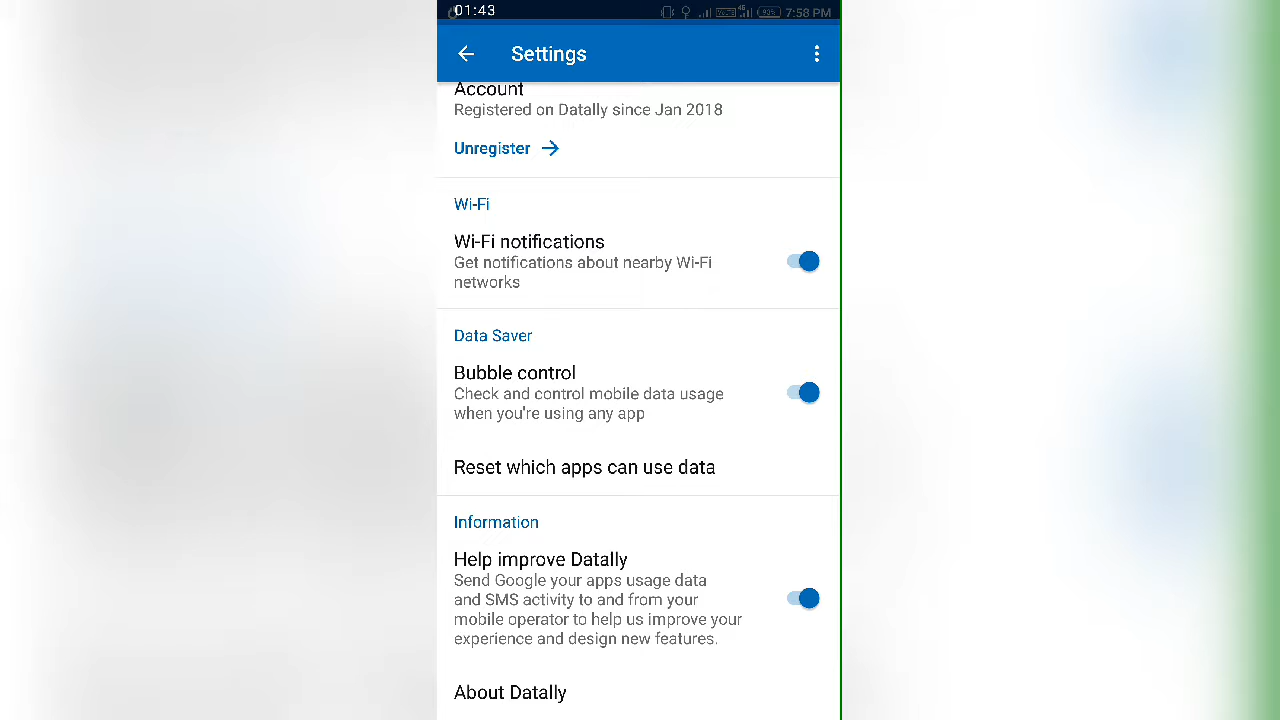 01:43 93% 7:58 PM
Settings
Account
Registered on Datally since Jan 2018
Unregister
Wi-Fi
Wi-Fi notifications
Get notifications about nearby Wi-Fi
networks
Data Saver
Bubble control
Check and control mobile data usage
when you're using any app
Reset which apps can use data
Information
Help improve Datally
Send Google your apps usage data
and SMS activity to and from your
mobile operator to help us improve your
experience and design new features.
About Datally